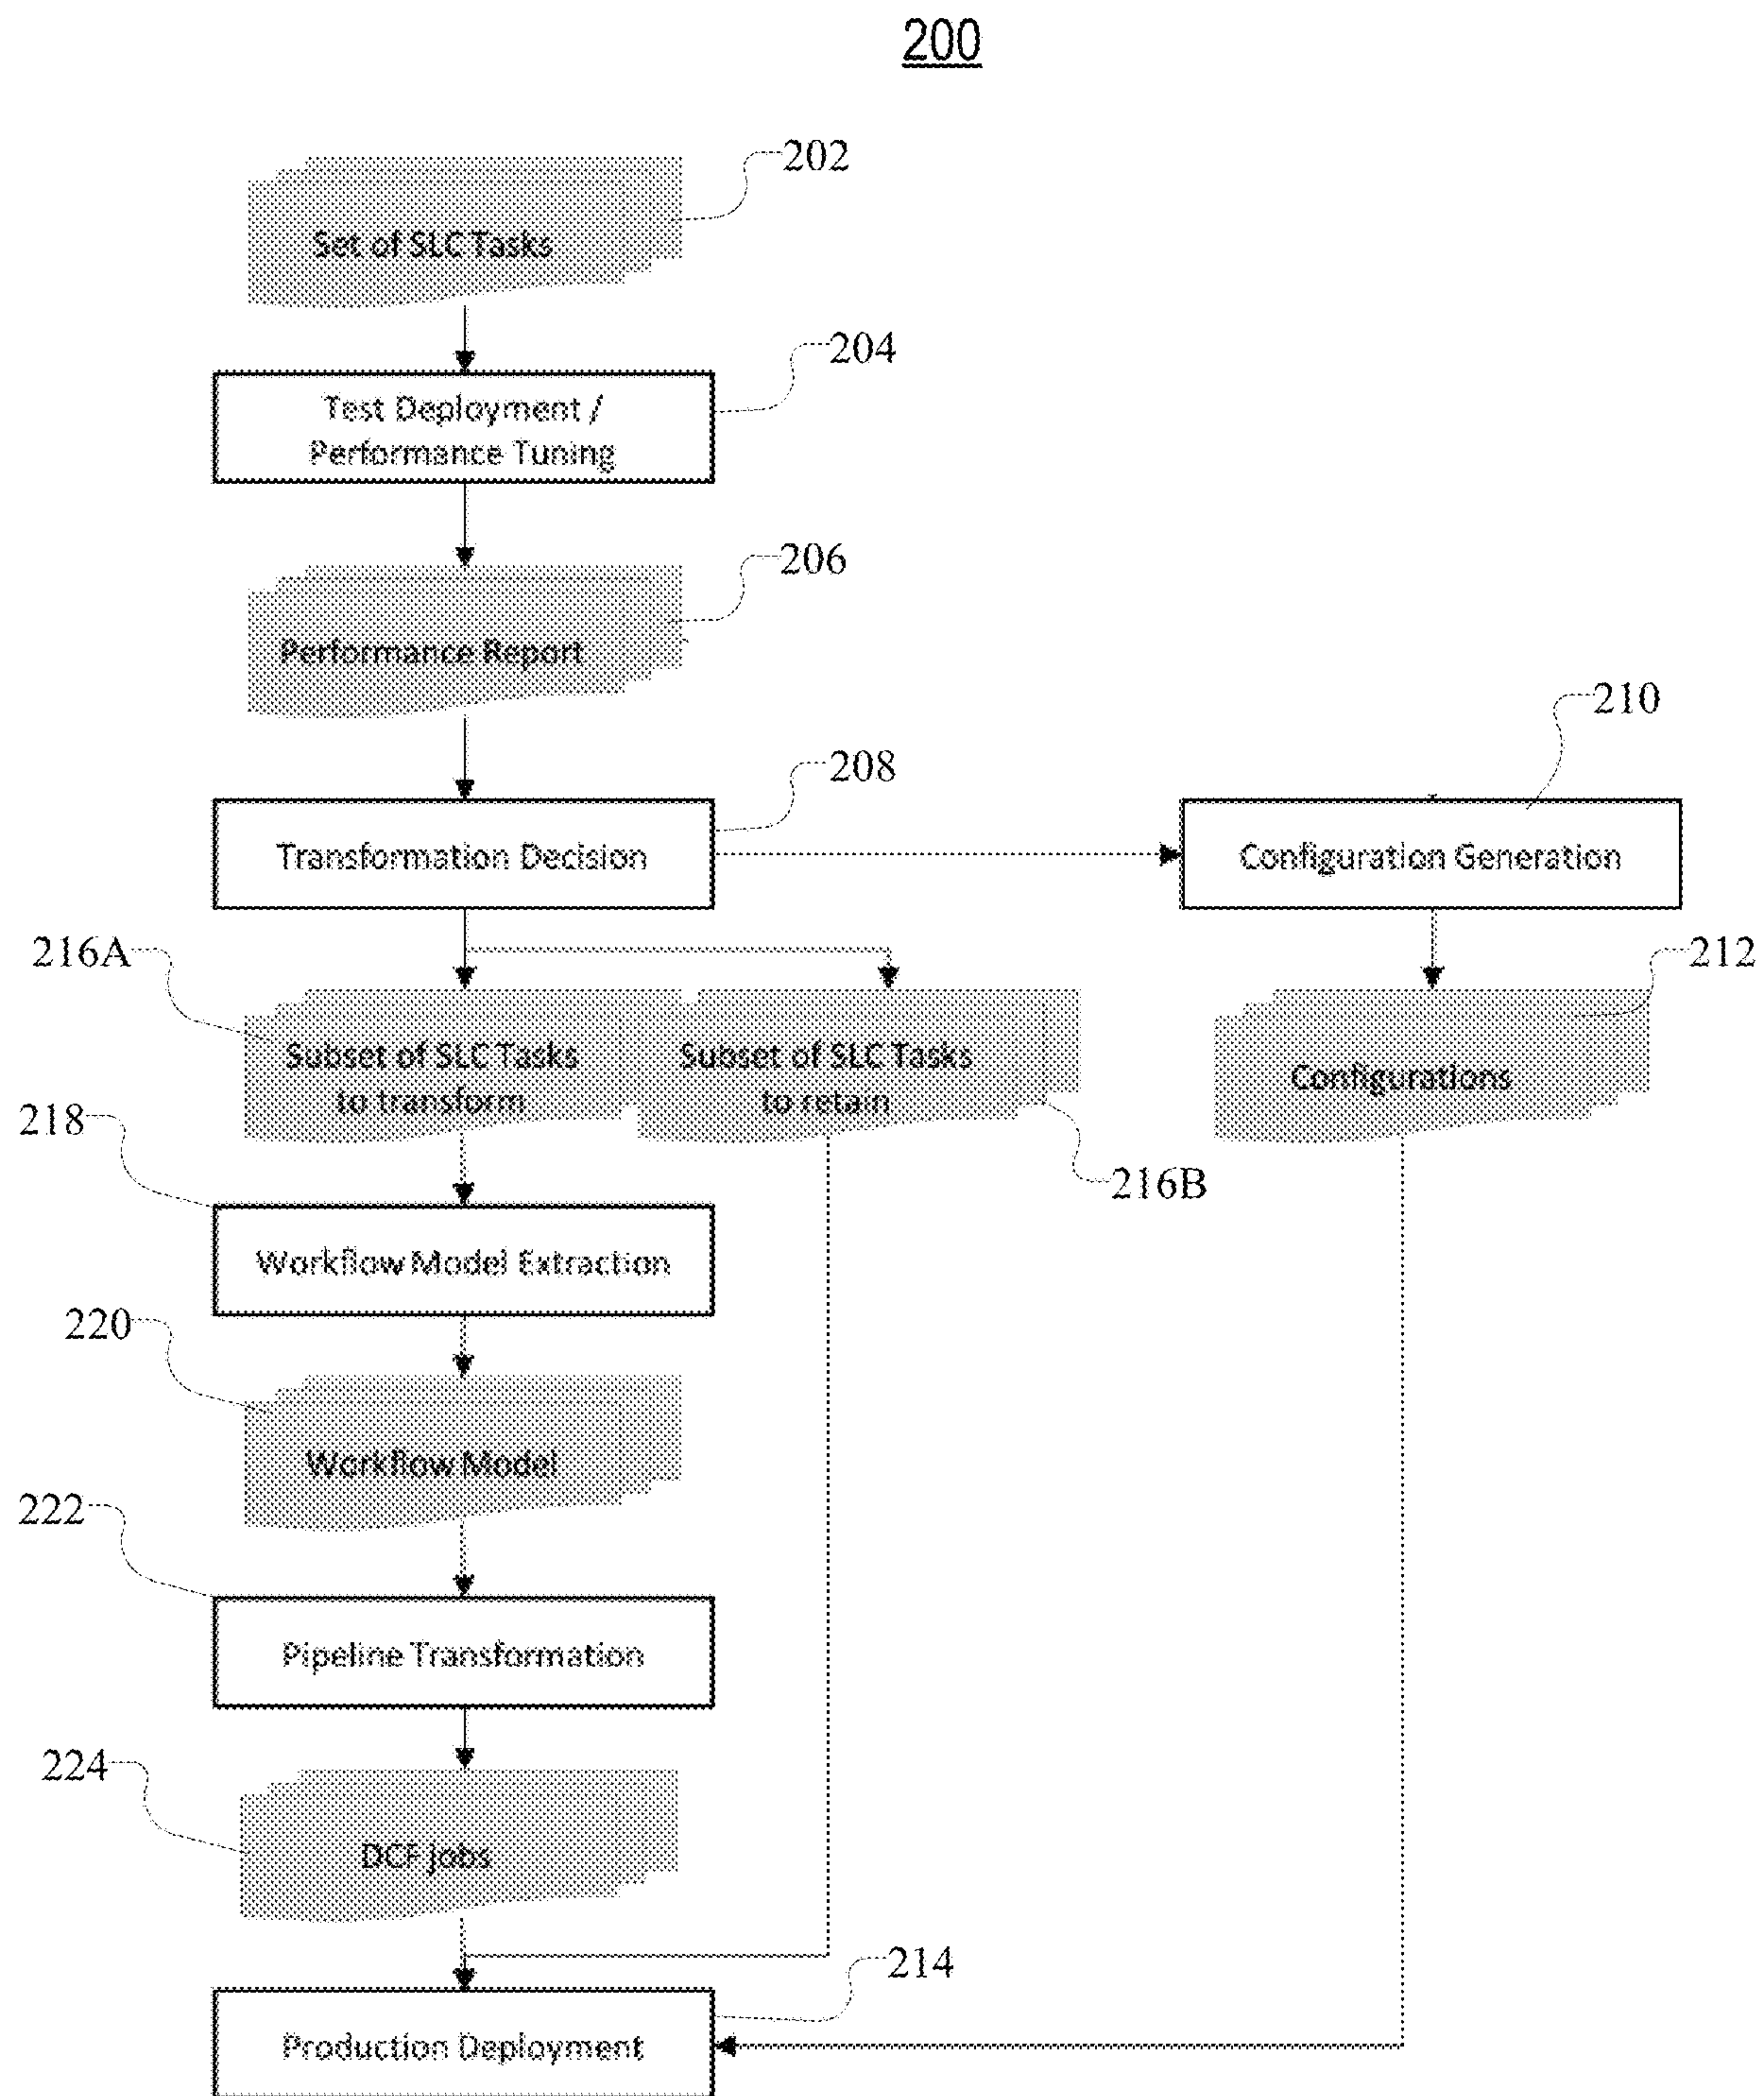 200
202
Set of SLC Tasks
204
Test Deployment /
Performance Tuning
206
Performance Report
210
208
Transformation Decision
Configuration Generation
216A
212
Subset of SLC Tasks
to transform
Subset of SLC Tasks
to retain
Configurations
218
216B
Workflow Model Extraction
220
Workflow Model
222
Pipeline Transformation
224
DCF jobs
214
Production Deployment